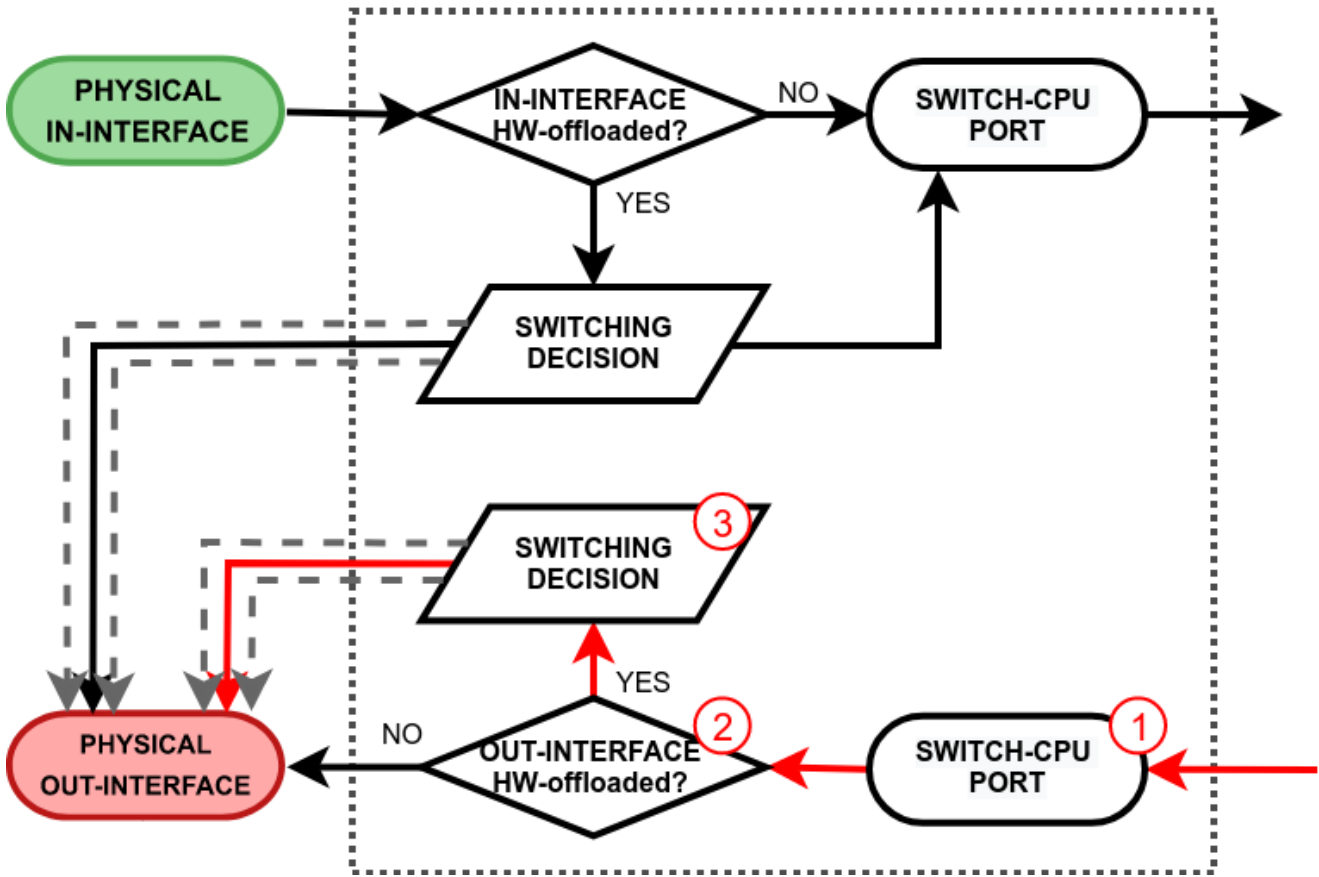 PHYSICAL
IN-INTERFACE
IN-INTERFACE
HW-offloaded?
NO
SWITCH-CPU
PORT
YES
SWITCHING
DECISION
SWITCHING
DECISION
3
YES
NO
PHYSICAL
OUT-INTERFACE
OUT-INTERFACE
HW-offloaded?
2
SWITCH-CPU
PORT
1